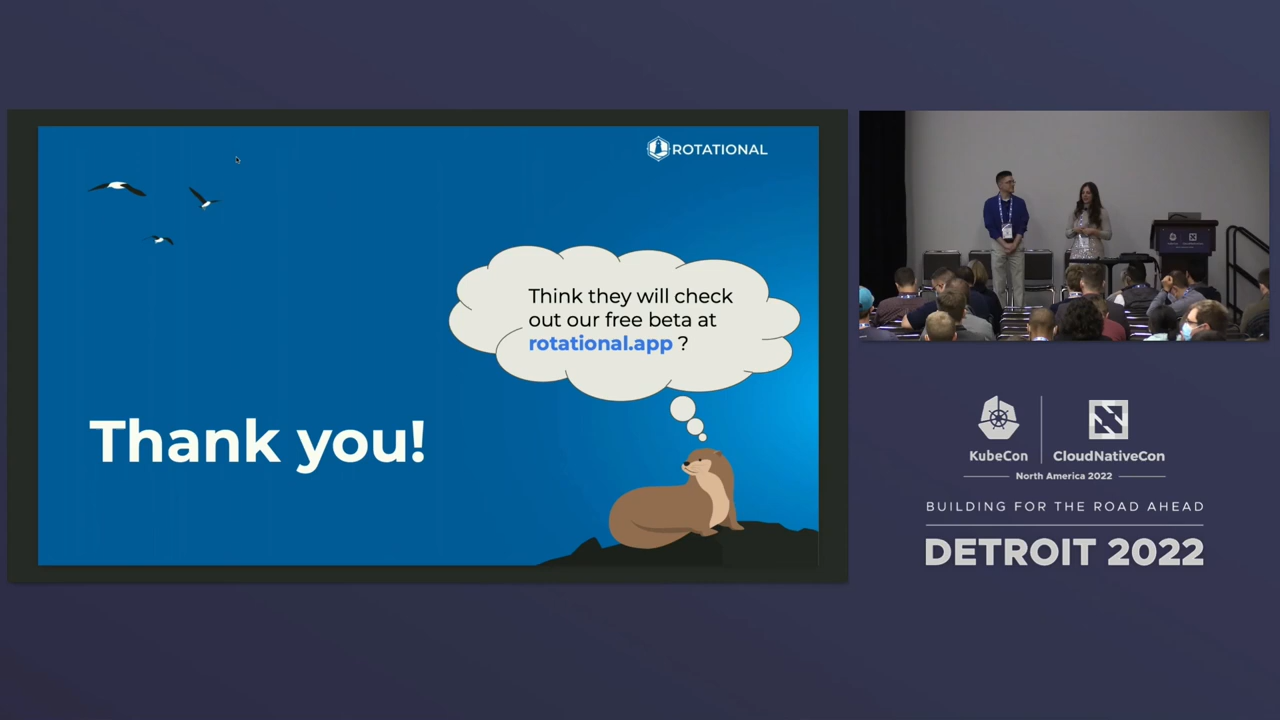 ROTATIONAL
Think they will check
out our free beta at
rotational.app ?
Thank you!
KubeCon
CloudNativeCon
North America 2022
BUILDING FOR THE ROAD AHEAD
DETROIT 2022